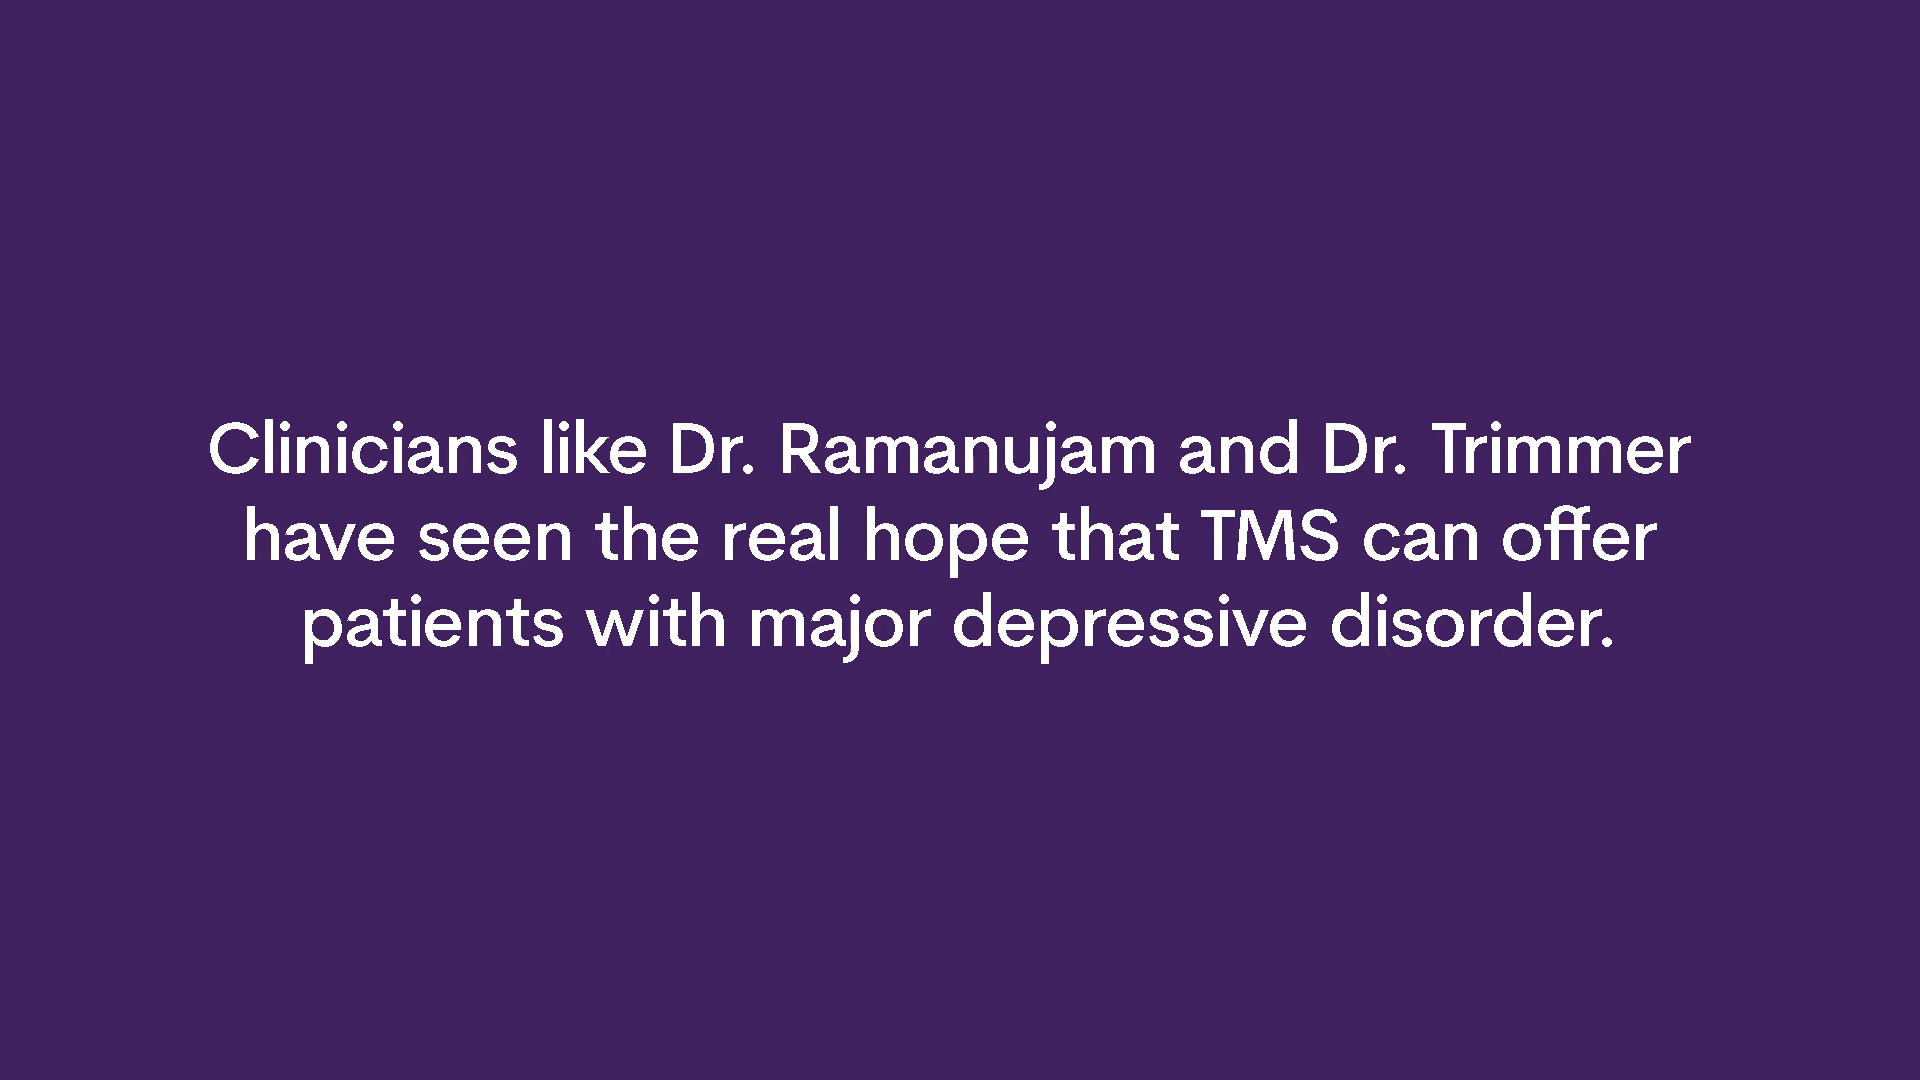 Clinicians like Dr. Ramanujam and Dr. Trimmer
have seen the real hope that TMS can offer
patients with major depressive disorder.